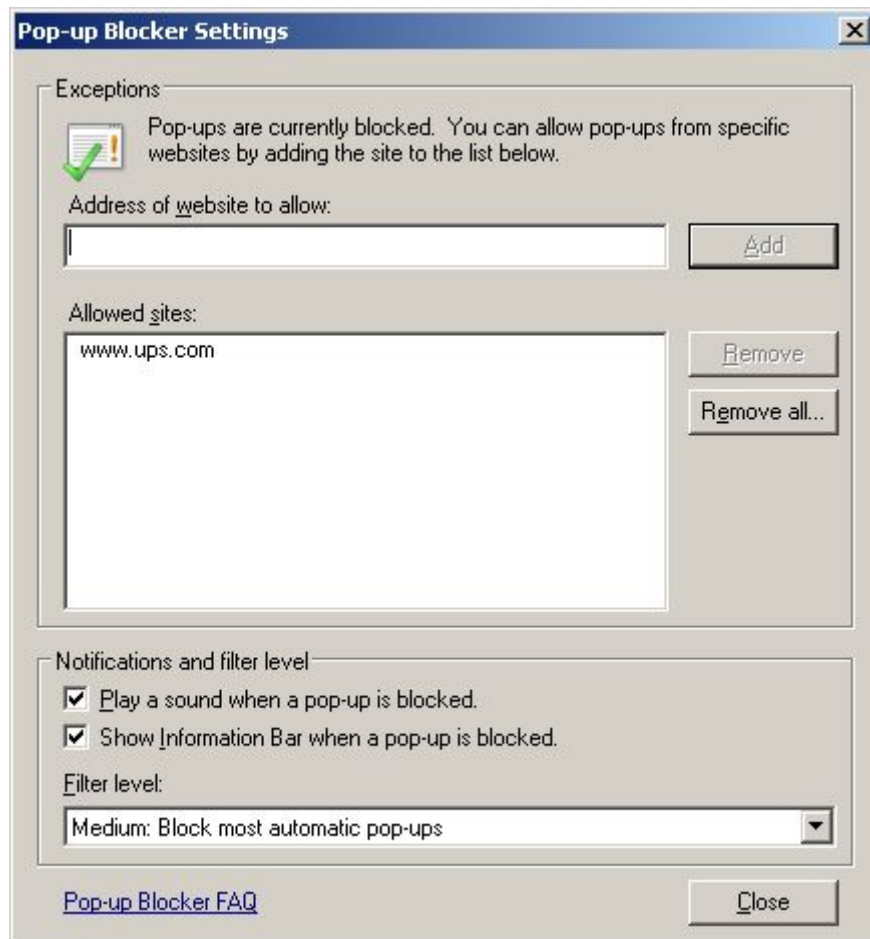 Pop-up Blocker Settings
Exceptions
Pop-ups are currently blocked. You can allow pop-ups from specific
websites by adding the site to the list below.
Address of website to allow:
Add
Allowed sites:
www.ups.com
Remove
Remove all...
Notifications and filter level
Play a sound when a pop-up is blocked.
Show Information Bar when a pop-up is blocked.
Filter level:
Medium: Block most automatic pop-ups
Pop-up Blocker FAQ
Close